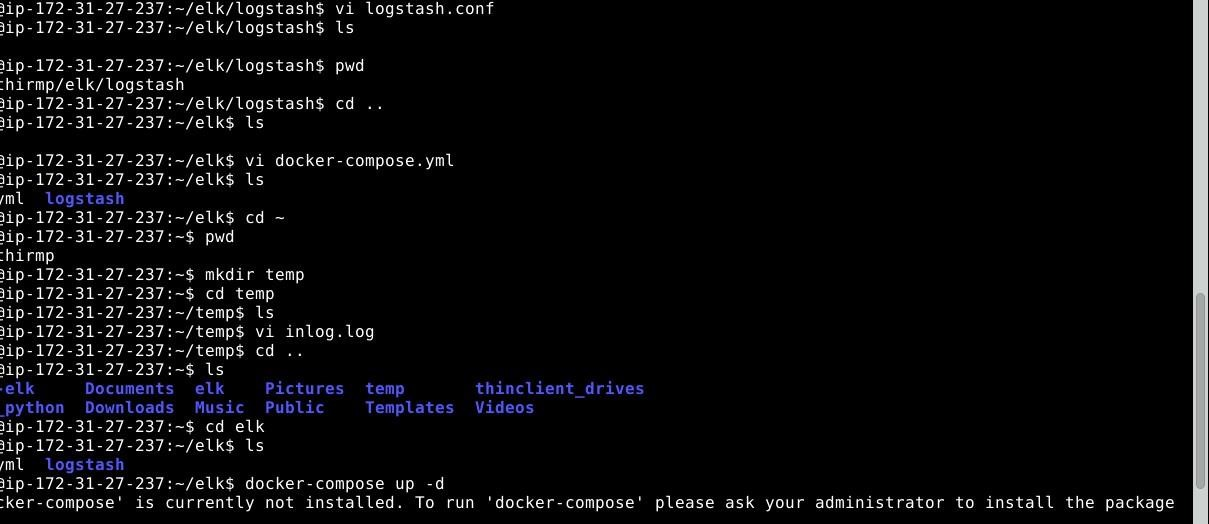 @ip-172-31-27-237:~/elk/logstash$ vi logstash.conf
@ip-172-31-27-237:~/elk/logstash$ ls
@ip-172-31-27-237:~/elk/logstash$ pwd
thirmp/elk/logstash
@ip-172-31-27-237:~/elk/logstash$ cd ..
@ip-172-31-27-237:~/elk$ ls
@ip-172-31-27-237:~/elk$ vi docker-compose.yml
@ip-172-31-27-237:~/elk$ ls
yml  logstash
@ip-172-31-27-237:~/elk$ cd ~
@ip-172-31-27-237:~$ pwd
thirmp
@ip-172-31-27-237:~$ mkdir temp
@ip-172-31-27-237:~$ cd temp
@ip-172-31-27-237:~/temp$ ls
@ip-172-31-27-237:~/temp$ vi inlog.log
@ip-172-31-27-237:~/temp$ cd ..
@ip-172-31-27-237:~$ ls
-elk     Documents  elk    Pictures  temp       thinclient_drives
_python  Downloads  Music  Public    Templates  Videos
@ip-172-31-27-237:~$ cd elk
@ip-172-31-27-237:~/elk$ ls
yml  logstash
@ip-172-31-27-237:~/elk$ docker-compose up -d
cker-compose' is currently not installed. To run 'docker-compose' please ask your administrator to install the package